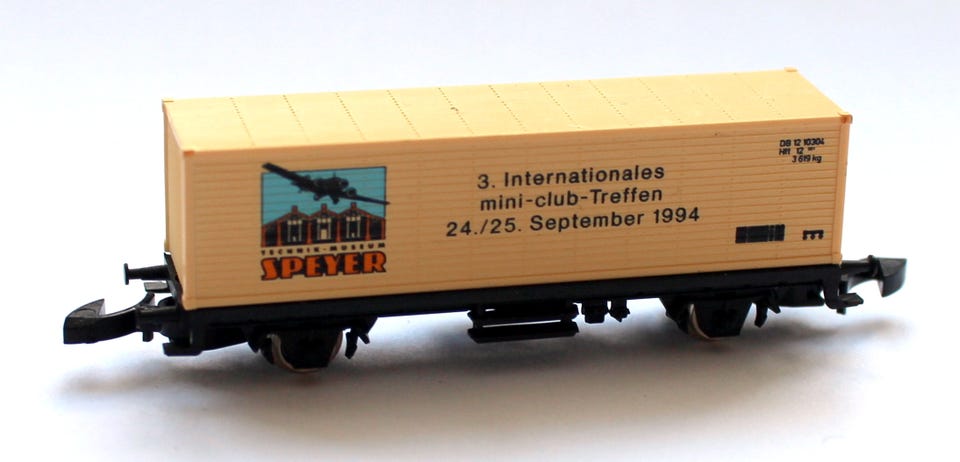 TECHNIK-MUSEUM
SPEYER
3. Internationales
mini-club-Treffen
24./25. September 1994
DB 12 10304
3 619 kg